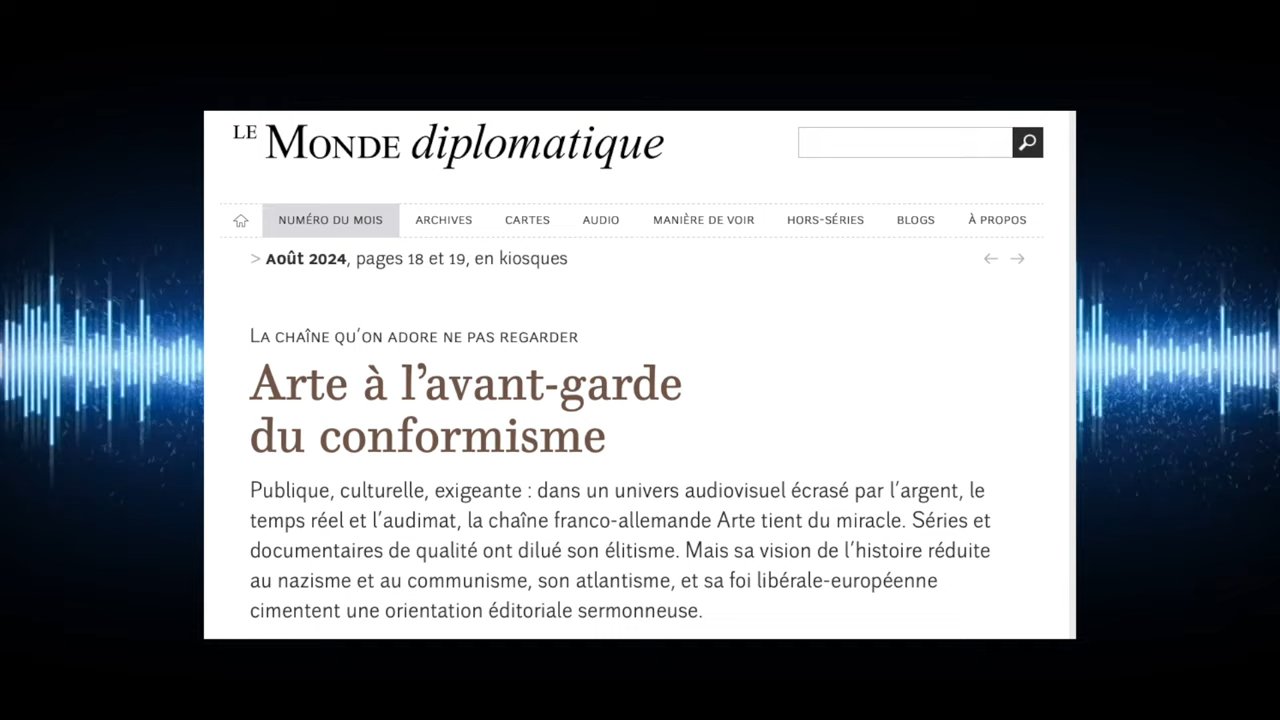 LE MONDE diplomatique
NUMÉRO DU MOIS ARCHIVES CARTES AUDIO MANIÈRE DE VOIR HORS-SÉRIES BLOGS À PROPOS
> Août 2024, pages 18 et 19, en kiosques
LA CHAÎNE QU'ON ADORE NE PAS REGARDER
Arte à l'avant-garde
du conformisme
Publique, culturelle, exigeante : dans un univers audiovisuel écrasé par l'argent, le
temps réel et l'audimat, la chaîne franco-allemande Arte tient du miracle. Séries et
documentaires de qualité ont dilué son élitisme. Mais sa vision de l'histoire réduite
au nazisme et au communisme, son atlantisme, et sa foi libérale-européenne
cimentent une orientation éditoriale sermonneuse.